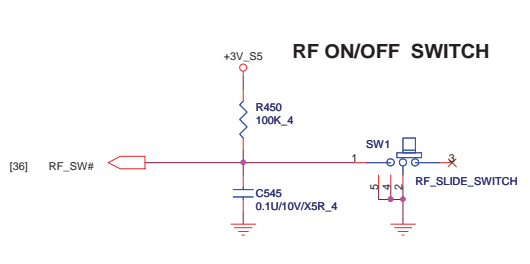 +3V_S5
RF ON/OFF SWITCH
R450
100K_4
SW1
1
3
[36]
RF_SW#
5
4
2
RF_SLIDE_SWITCH
C545
0.1U/10V/X5R_4